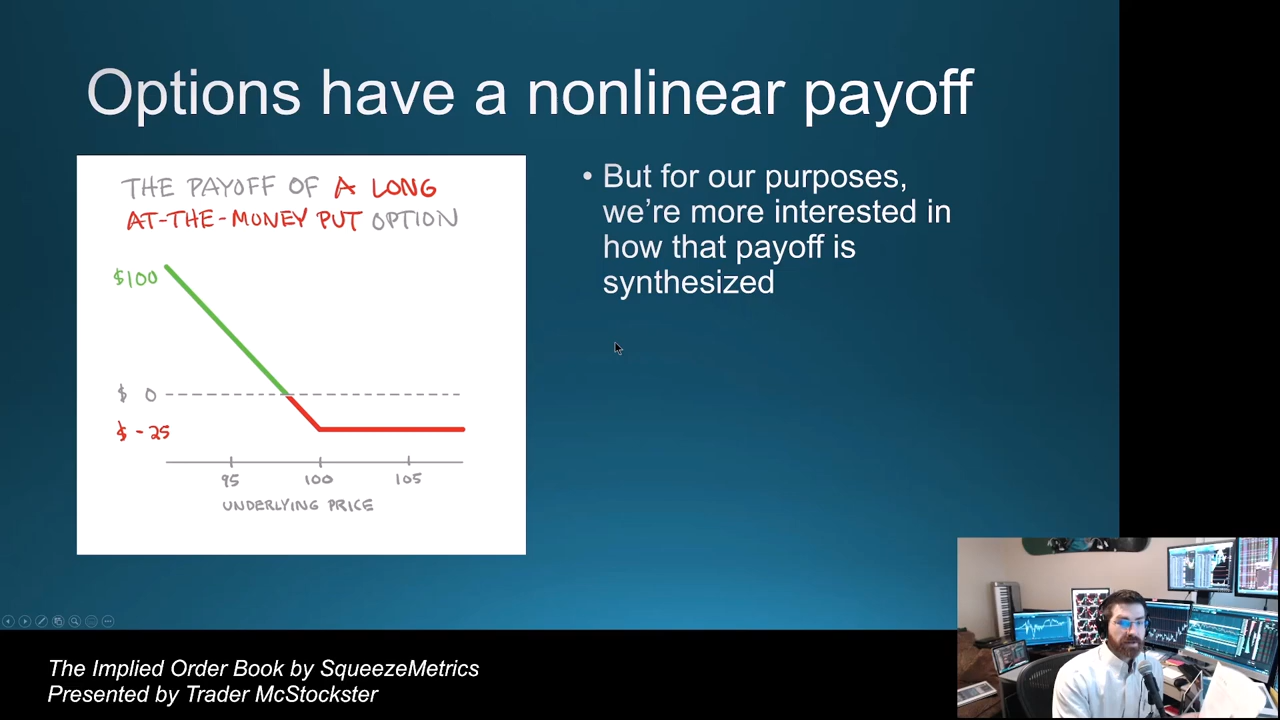 Options have a nonlinear payoff
THE PAYOFF OF A LONG
AT-THE-MONEY PUT OPTION
$100
$ 0
$ -25
95 100 105
UNDERLYING PRICE
• But for our purposes,
we're more interested in
how that payoff is
synthesized
The Implied Order Book by SqueezeMetrics
Presented by Trader McStockster